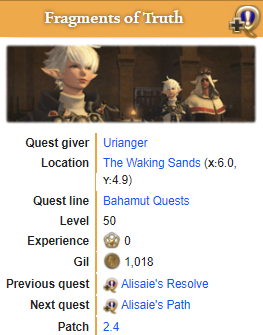 Fragments of Truth
Quest giver Urianger
Location The Waking Sands (x:6.0,
Y:4.9)
Quest line Bahamut Quests
Level 50
Experience 0
Gil 1,018
Previous quest Alisaie's Resolve
Next quest Alisaie's Path
Patch 2.4